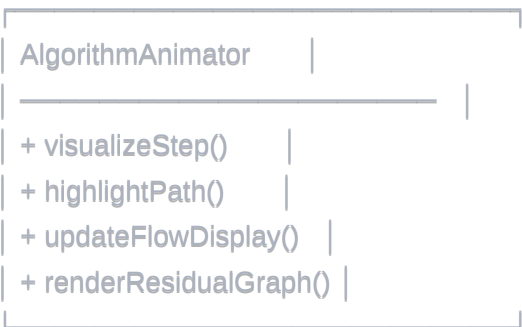 AlgorithmAnimator
+ visualizeStep()
+ highlightPath()
+ updateFlowDisplay()
+ renderResidualGraph()